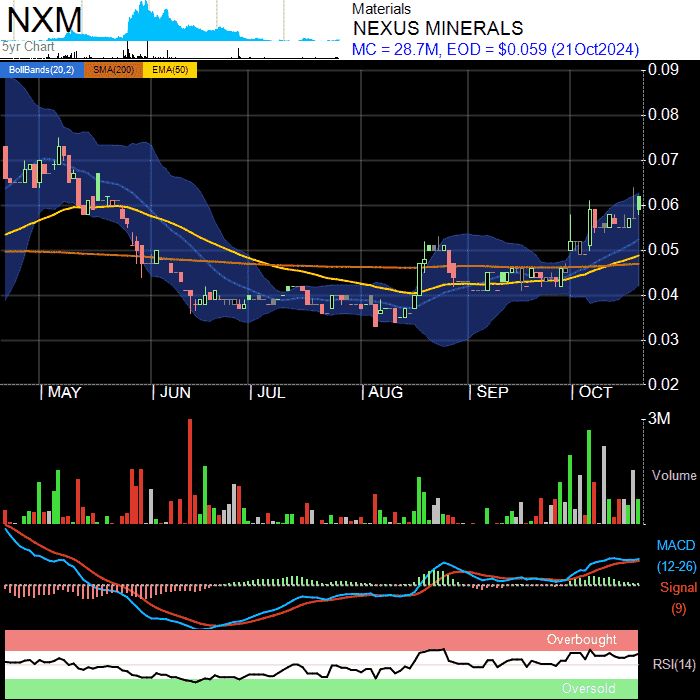 NXM
5yr Chart
Materials
NEXUS MINERALS
MC = 28.7M, EOD = $0.059 (21Oct2024)
BollBands(20,2) SMA(200) EMA(50)
0.09
0.08
0.07
0.06
0.05
0.04
0.03
0.02
MAY JUN JUL AUG SEP OCT
3M
Volume
MACD
(12-26)
Signal
(9)
Overbought
RSI(14)
Oversold